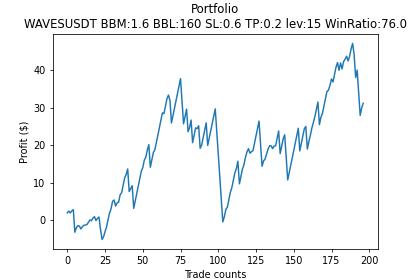 Portfolio
WAVESUSDT BBM:1.6 BBL:160 SL:0.6 TP:0.2 lev:15 WinRatio:76.0
Profit ($)
40
30
20
10
0
0 25 50 75 100 125 150 175 200
Trade counts